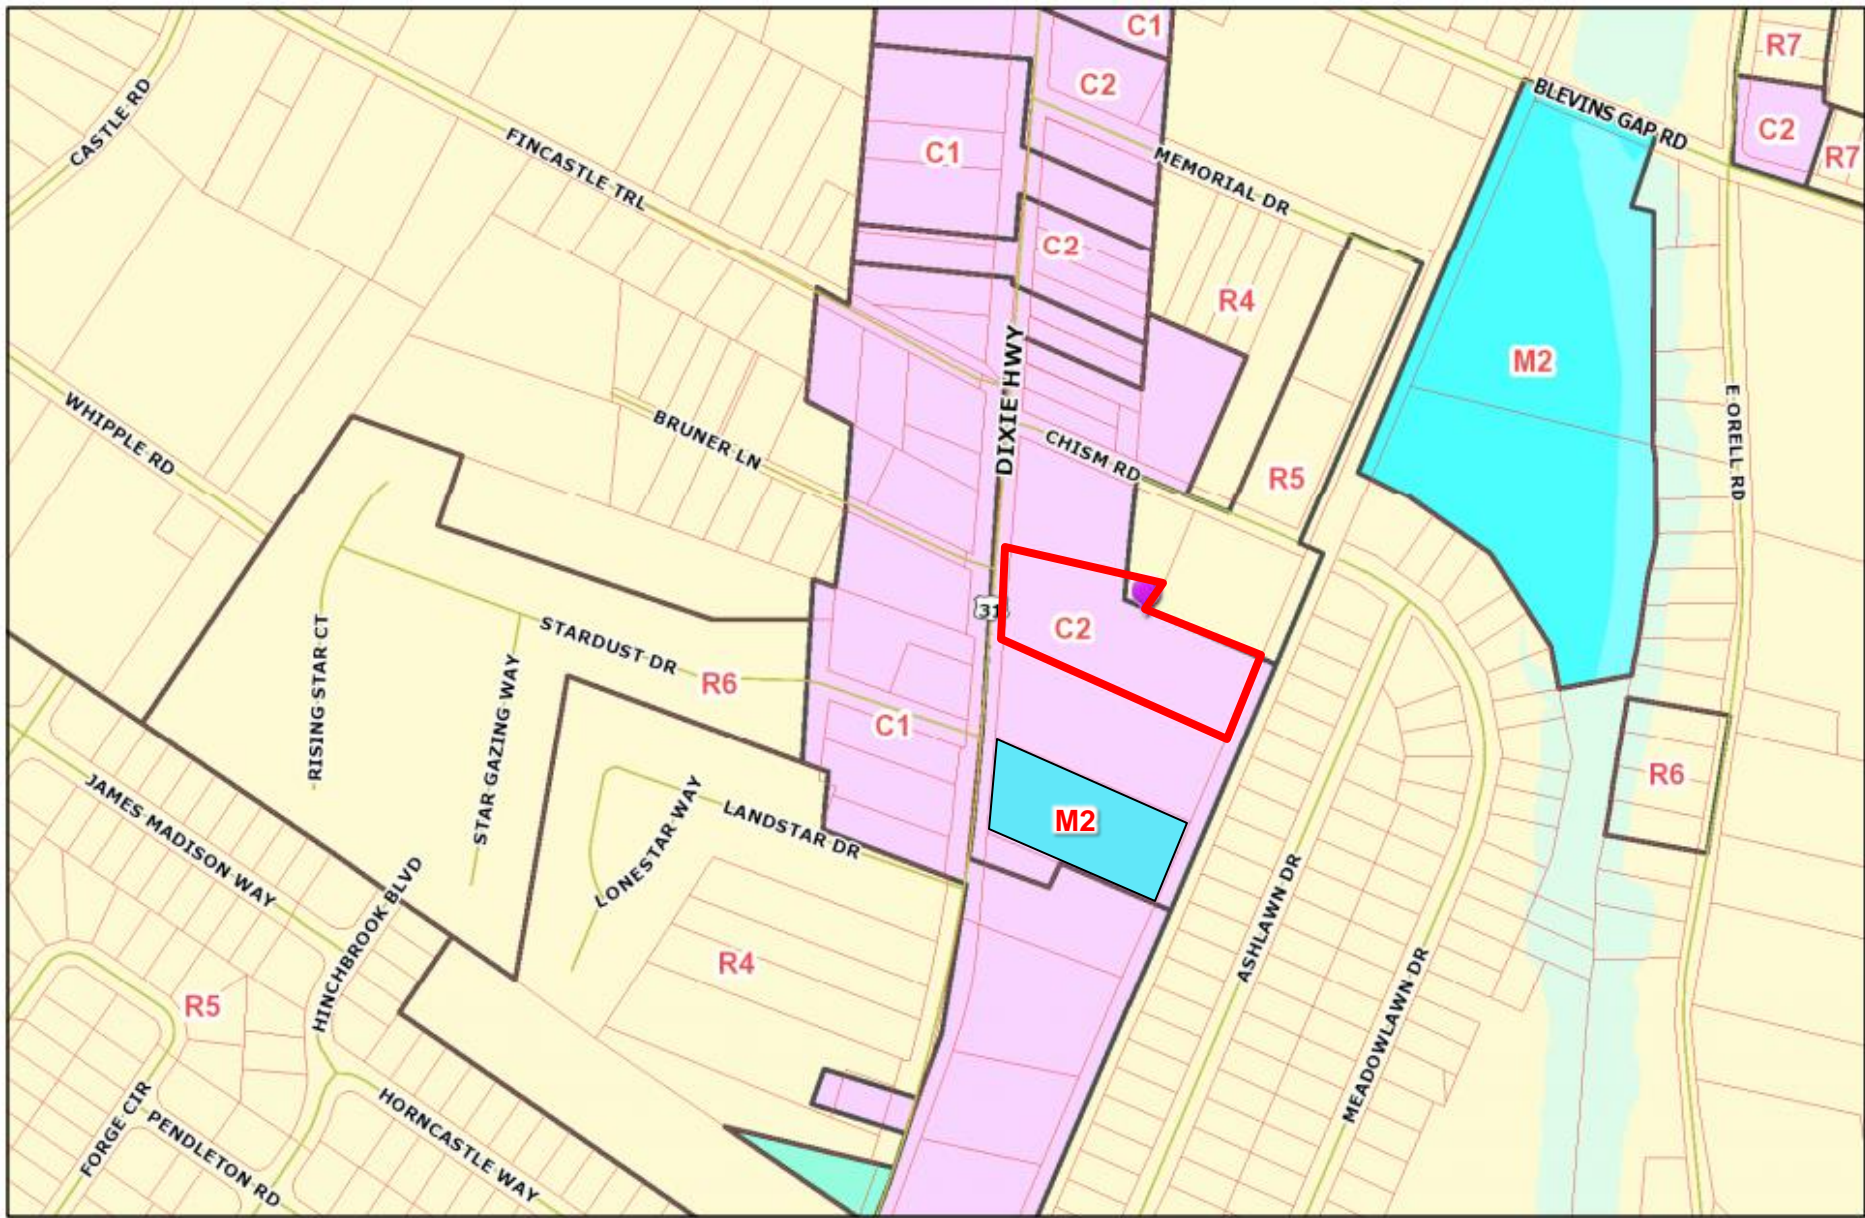 C1
R7
C2
CASTLE RD
BLEVINS GAP RD
C2
R7
FINCASTLE TRL
C1
MEMORIAL DR
C2
R4
M2
DIXIE HWY
WHIPPLE RD
BRUNER LN
CHISM RD
R5
E ORELL RD
31
C2
RISING STAR CT
STARDUST DR
R6
STAR GAZING WAY
C1
R6
JAMES MADISON WAY
LONESTAR WAY
LANDSTAR DR
M2
HINCHBROOK BLVD
ASHLAWN DR
R4
R5
MEADOWLAWN DR
FORGE CIR
PENDLETON RD
HORNCASTLE WAY